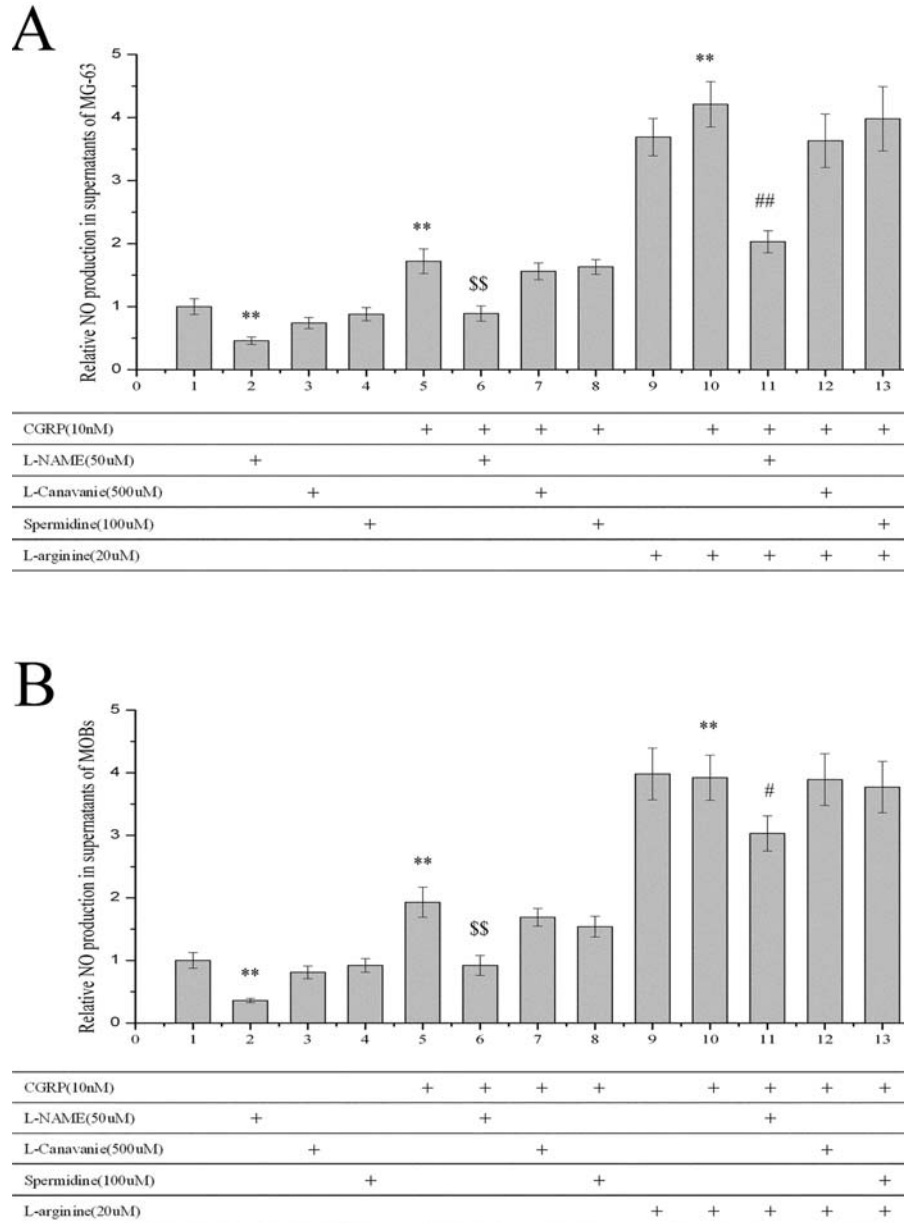 A
Relative NO production in supernatants of MG-63
5
4
3
2
1
0
** ** $$ ** ##
0 1 2 3 4 5 6 7 8 9 10 11 12 13
CGRP(10nM) + + + + + + + +
L-NAME(50uM) + + +
L-Canavanie(500uM) + + +
Spermidine(100uM) + + +
L-arginine(20uM) + + + + +
B
Relative NO production in supernatants of MOBs
5
4
3
2
1
0
** ** $$ ** #
0 1 2 3 4 5 6 7 8 9 10 11 12 13
CGRP(10nM) + + + + + + + +
L-NAME(50uM) + + +
L-Canavanie(500uM) + + +
Spermidine(100uM) + + +
L-arginine(20uM) + + + + +